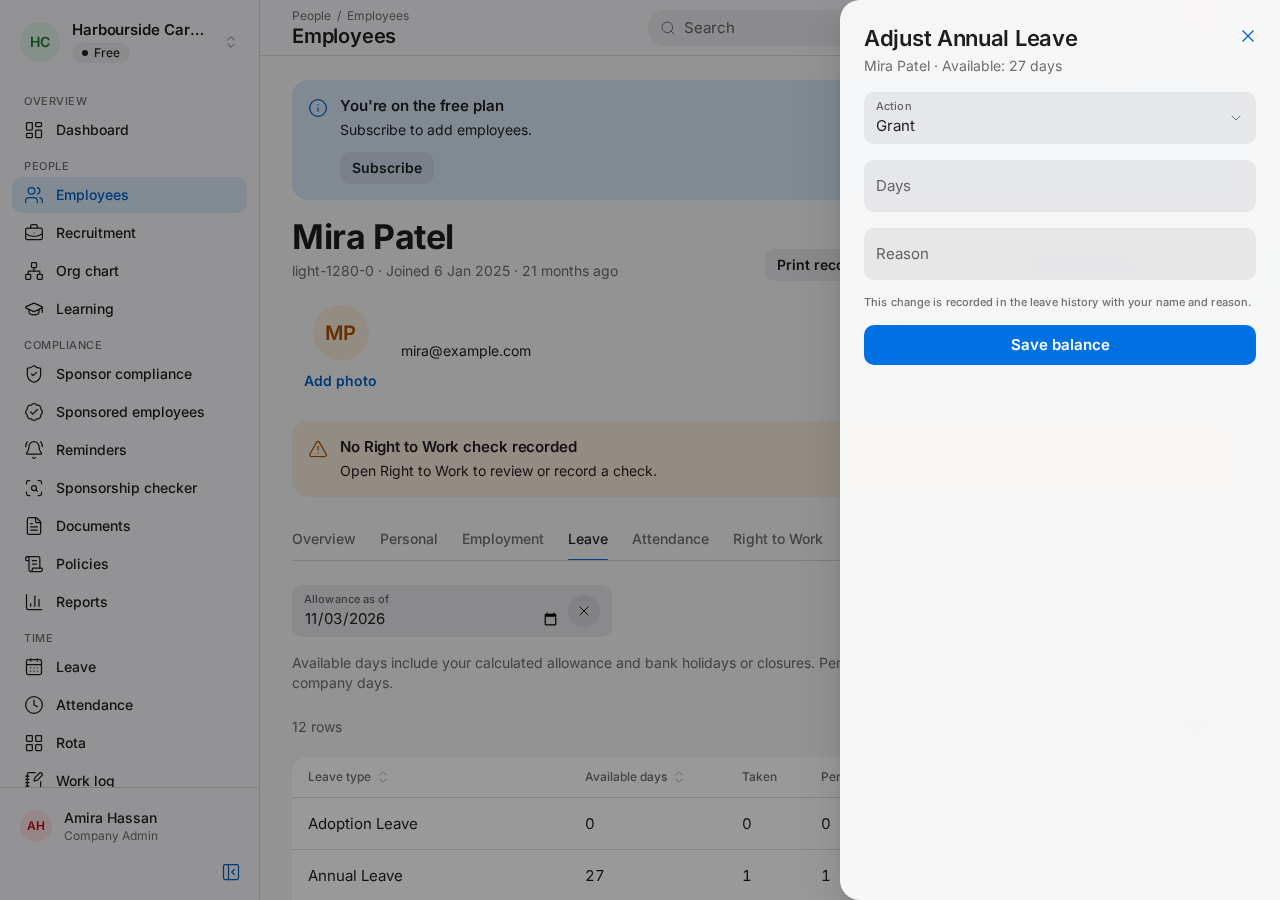 HC
Harbourside Car...
Free
OVERVIEW
Dashboard
PEOPLE
Employees
Recruitment
Org chart
Learning
COMPLIANCE
Sponsor compliance
Sponsored employees
Reminders
Sponsorship checker
Documents
Policies
Reports
TIME
Leave
Attendance
Rota
Work log
AH
Amira Hassan
Company Admin
People / Employees
Employees
Search
You're on the free plan
Subscribe to add employees.
Subscribe
Mira Patel
light-1280-0 · Joined 6 Jan 2025 · 21 months ago
Print reco
MP
mira@example.com
Add photo
No Right to Work check recorded
Open Right to Work to review or record a check.
Overview Personal Employment Leave Attendance Right to Work
Allowance as of
11/03/2026
Available days include your calculated allowance and bank holidays or closures. Per
company days.
12 rows
Leave type Available days Taken Per
Adoption Leave 0 0 0
Annual Leave 27 1 1
Adjust Annual Leave
Mira Patel · Available: 27 days
Action
Grant
Days
Reason
This change is recorded in the leave history with your name and reason.
Save balance